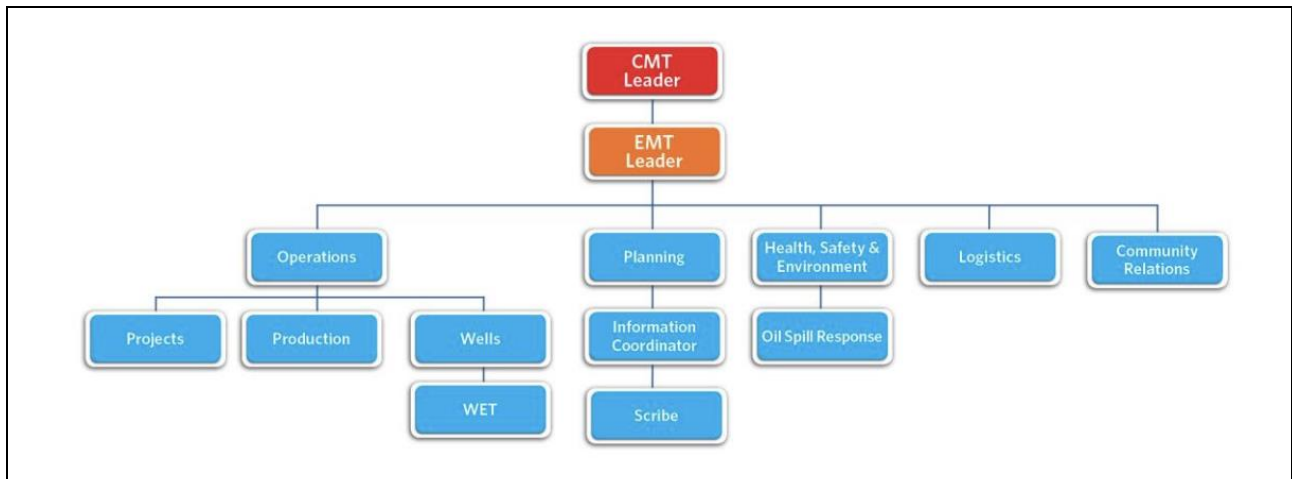 CMT
Leader
EMT
Leader
Operations
Planning
Health, Safety &
Environment
Logistics
Community
Relations
Projects
Production
Wells
Information
Coordinator
Oil Spill Response
WET
Scribe